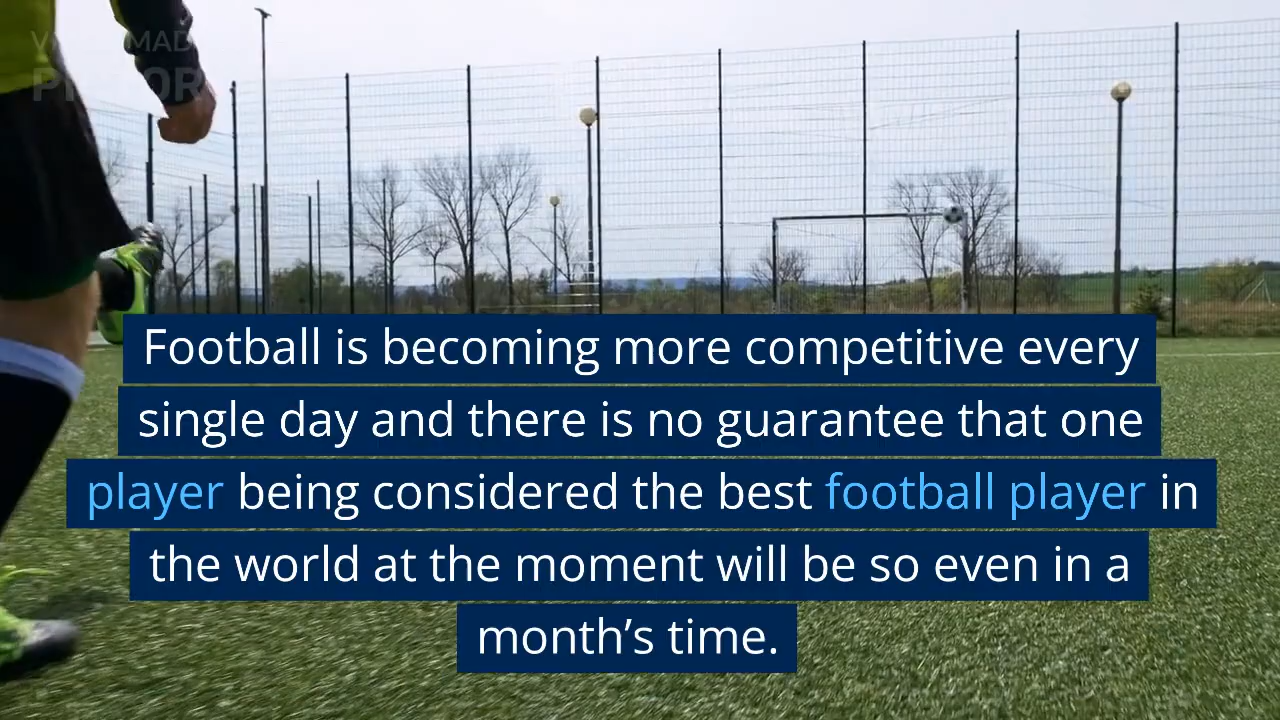 Football is becoming more competitive every
single day and there is no guarantee that one
player being considered the best football player in
the world at the moment will be so even in a
month’s time.